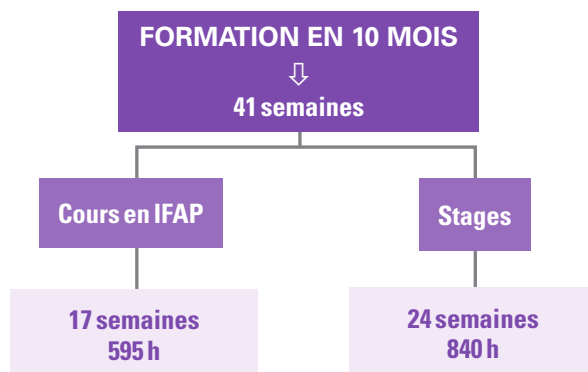 FORMATION EN 10 MOIS
⇩
41 semaines
Cours en IFAP
Stages
17 semaines
595 h
24 semaines
840 h